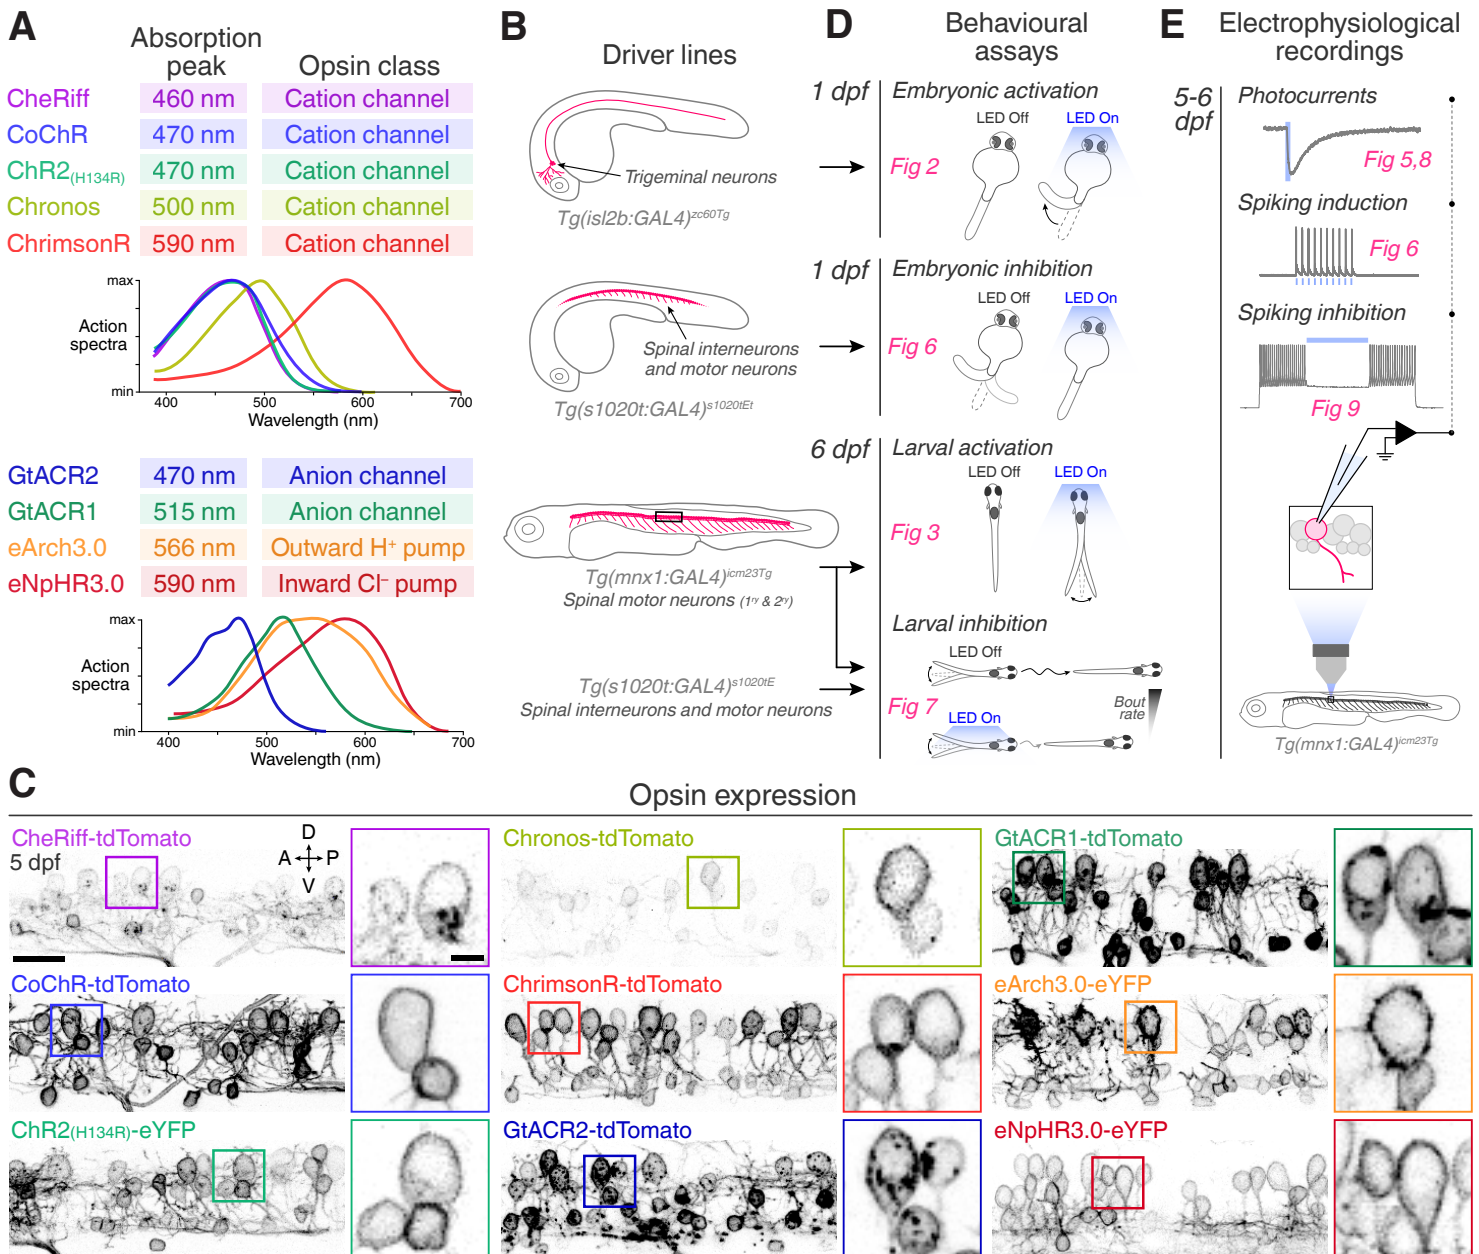 A
Absorption
peak
Opsin class
CheRiff 460 nm Cation channel
CoChR 470 nm Cation channel
ChR2(H134R) 470 nm Cation channel
Chronos 500 nm Cation channel
ChrimsonR 590 nm Cation channel
max
Action
spectra
min
400 500 600 700
Wavelength (nm)
GtACR2 470 nm Anion channel
GtACR1 515 nm Anion channel
eArch3.0 566 nm Outward H⁺ pump
eNpHR3.0 590 nm Inward Cl⁻ pump
max
Action
spectra
min
400 500 600 700
Wavelength (nm)
B
Driver lines
Trigeminal neurons
Tg(isl2b:GAL4)zc60Tg
Spinal interneurons
and motor neurons
Tg(s1020t:GAL4)s1020tEt
Tg(mnx1:GAL4)icm23Tg
Spinal motor neurons (1ry & 2ry)
Tg(s1020t:GAL4)s1020tE
Spinal interneurons and motor neurons
D
Behavioural
assays
1 dpf
Embryonic activation
LED Off LED On
Fig 2
1 dpf
Embryonic inhibition
LED Off LED On
Fig 6
6 dpf
Larval activation
LED Off LED On
Fig 3
Larval inhibition
LED Off
Fig 7
Bout
rate
LED On
E
Electrophysiological
recordings
5-6
dpf
Photocurrents
Fig 5,8
Spiking induction
Fig 6
Spiking inhibition
Fig 9
Tg(mnx1:GAL4)icm23Tg
C
Opsin expression
CheRiff-tdTomato
5 dpf
D
A P
V
Chronos-tdTomato
GtACR1-tdTomato
CoChR-tdTomato
ChrimsonR-tdTomato
eArch3.0-eYFP
ChR2(H134R)-eYFP
GtACR2-tdTomato
eNpHR3.0-eYFP